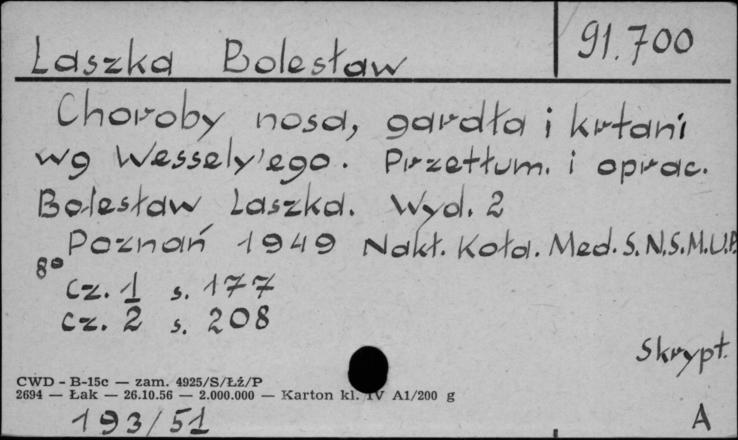 Laszka Bolesław 91.700
Choroby nosa, gardła i krtani
wg Wessely'ego. Przetłum. i oprac.
Bolesław Laszka. Wyd. 2
Poznań 1949 Nakł. Koła. Med. S.N.S.M.U.P.
8°
cz. 1 s. 177
cz. 2 s. 208
Skrypt.
CWD - B-15c — zam. 4925/S/Łź/P
2694 — Łak — 26.10.56 — 2.000.000 — Karton kl. IV A1/200 g
193/51 A